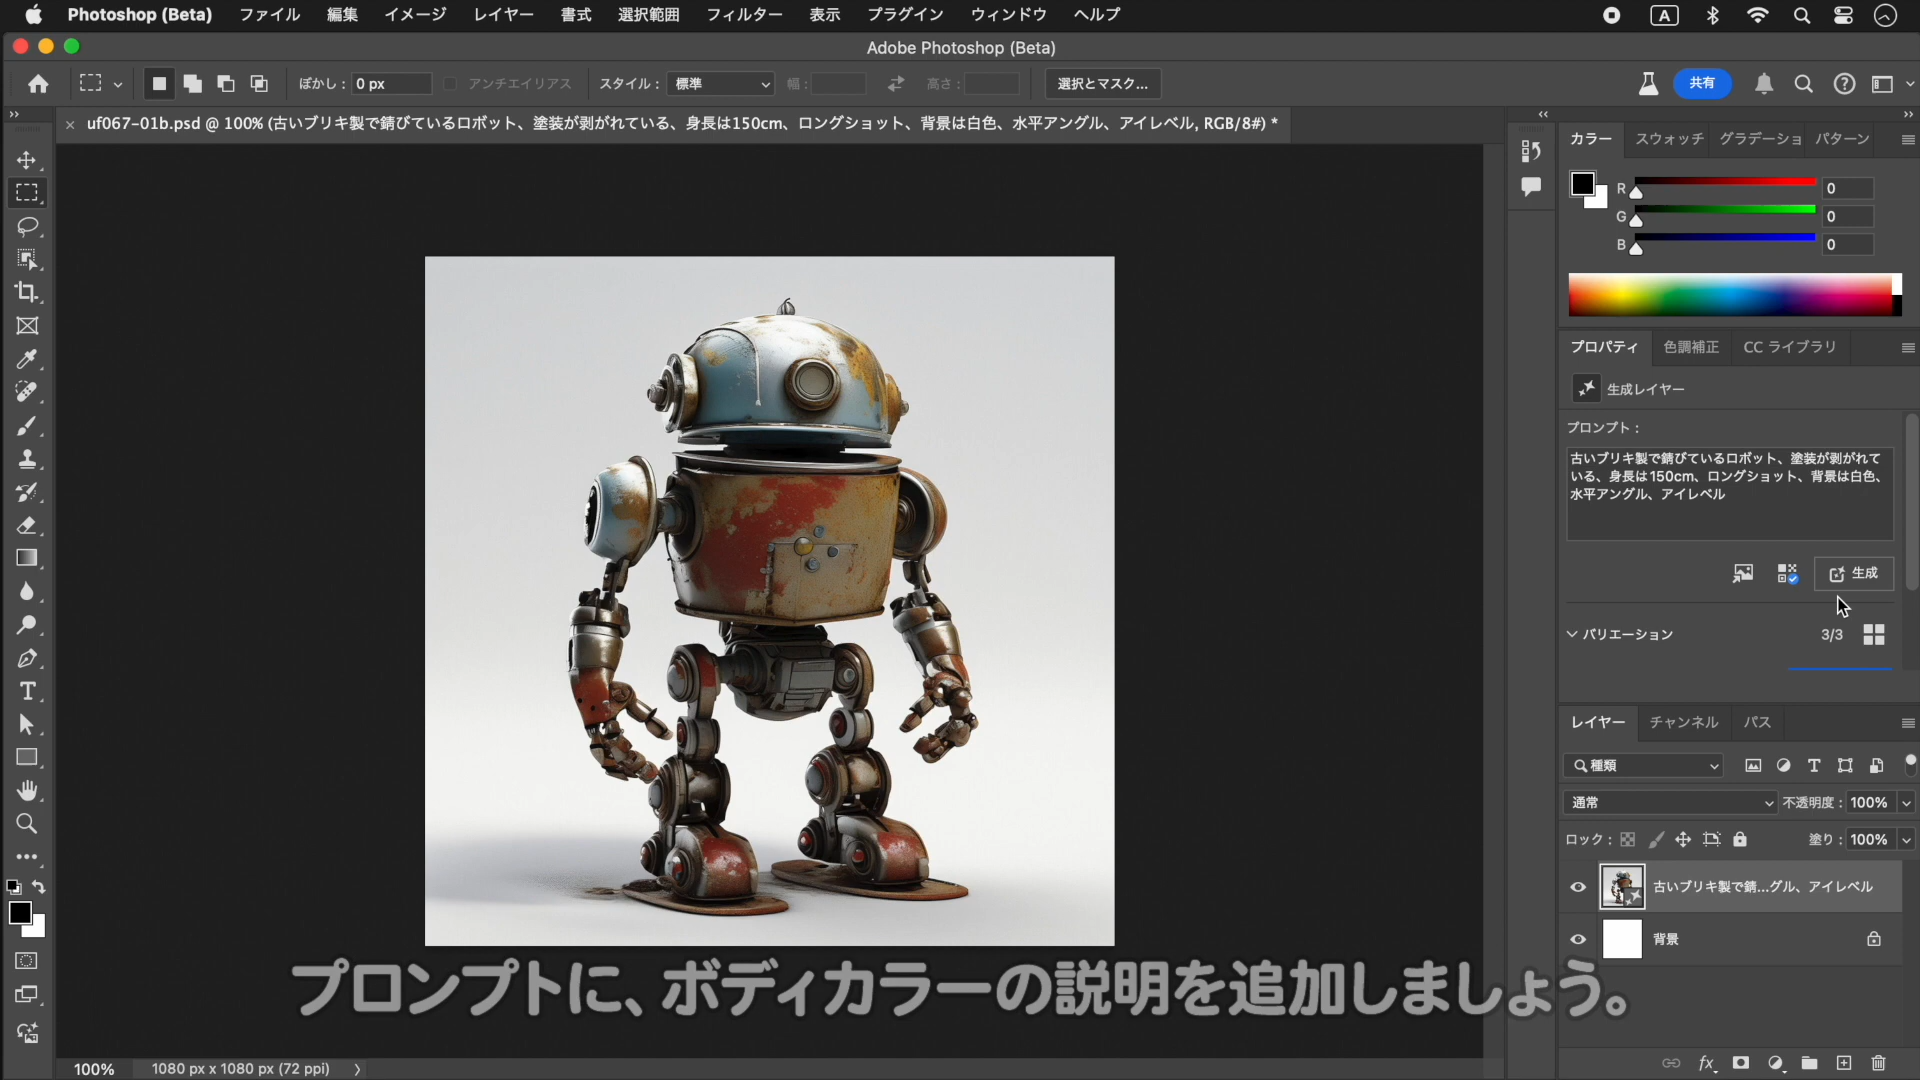 Photoshop (Beta) ファイル 編集 イメージ レイヤー 書式 選択範囲 フィルター 表示 プラグイン ウィンドウ ヘルプ A
Adobe Photoshop (Beta)
ぼかし : 0 px アンチエイリアス スタイル : 標準 幅 : 高さ : 選択とマスク... 共有
× uf067-01b.psd @ 100% (古いブリキ製で錆びているロボット、塗装が剥がれている、身長は150cm、ロングショット、背景は白色、水平アングル、アイレベル, RGB/8#) *
カラー スウォッチ グラデーショ パターン
R 0
G 0
B 0
プロパティ 色調補正 CC ライブラリ
生成レイヤー
プロンプト :
古いブリキ製で錆びているロボット、塗装が剥がれて
いる、身長は150cm、ロングショット、背景は白色、
水平アングル、アイレベル
生成
バリエーション 3/3
レイヤー チャンネル パス
種類
通常 不透明度 : 100%
ロック : 塗り : 100%
古いブリキ製で錆...グル、アイレベル
背景
プロンプトに、ボディカラーの説明を追加しましょう。
100% 1080 px x 1080 px (72 ppi)
fx